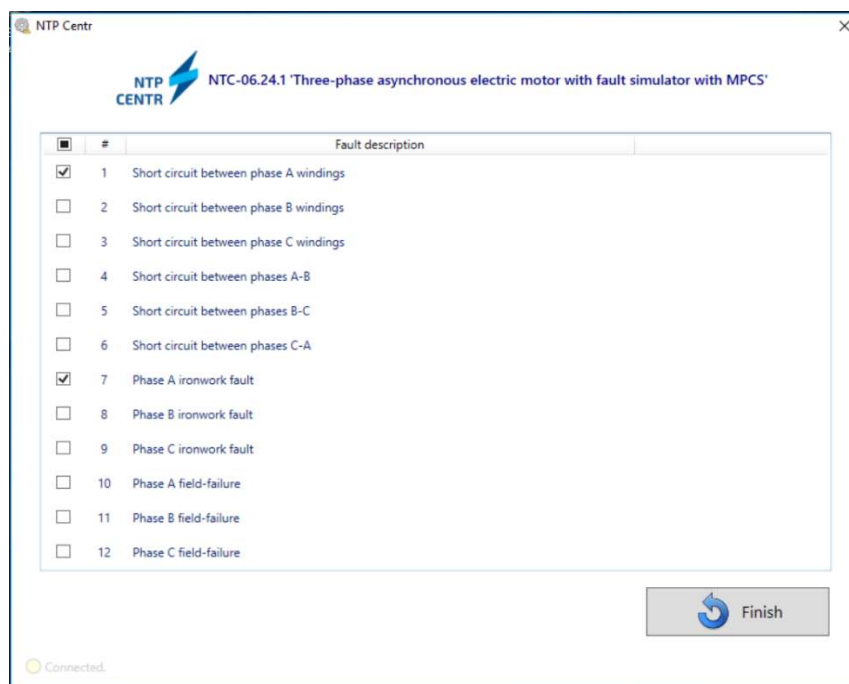 NTP Centr
NTP
CENTR
NTC-06.24.1 'Three-phase asynchronous electric motor with fault simulator with MPCS'
# Fault description
1 Short circuit between phase A windings
2 Short circuit between phase B windings
3 Short circuit between phase C windings
4 Short circuit between phases A-B
5 Short circuit between phases B-C
6 Short circuit between phases C-A
7 Phase A ironwork fault
8 Phase B ironwork fault
9 Phase C ironwork fault
10 Phase A field-failure
11 Phase B field-failure
12 Phase C field-failure
Finish
Connected.